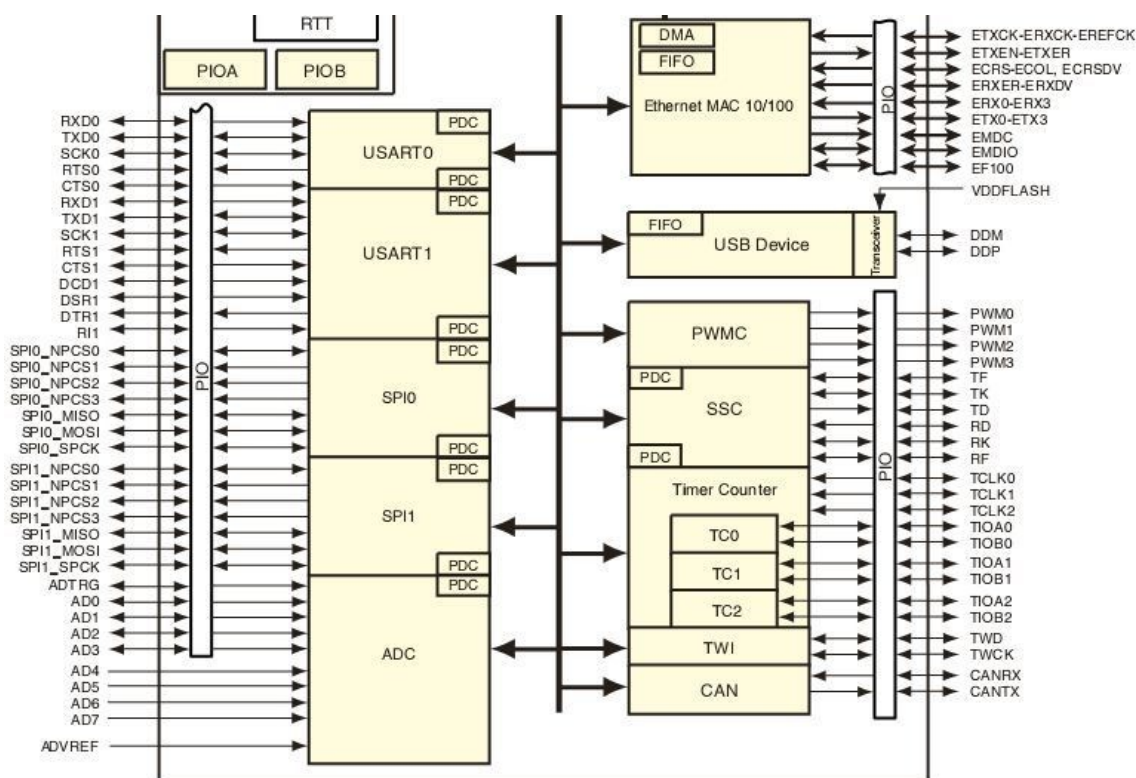 RTT
PIOA
PIOB
RXD0
TXD0
SCK0
RTS0
CTS0
RXD1
TXD1
SCK1
RTS1
CTS1
DCD1
DSR1
DTR1
RI1
SPI0_NPCS0
SPI0_NPCS1
SPI0_NPCS2
SPI0_NPCS3
SPI0_MISO
SPI0_MOSI
SPI0_SPCK
SPI1_NPCS0
SPI1_NPCS1
SPI1_NPCS2
SPI1_NPCS3
SPI1_MISO
SPI1_MOSI
SPI1_SPCK
ADTRG
AD0
AD1
AD2
AD3
AD4
AD5
AD6
AD7
ADVREF
PIO
PDC
USART0
PDC
PDC
USART1
PDC
PDC
SPI0
PDC
PDC
SPI1
PDC
PDC
ADC
DMA
FIFO
Ethernet MAC 10/100
PIO
ETXCK-ERXCK-EREFCK
ETXEN-ETXER
ECRS-ECOL, ECRSDV
ERXER-ERXDV
ERX0-ERX3
ETX0-ETX3
EMDC
EMDIO
EF100
VDDFLASH
FIFO
USB Device
Transceiver
DDM
DDP
PWMC
PDC
SSC
PDC
Timer Counter
TC0
TC1
TC2
TWI
CAN
PIO
PWM0
PWM1
PWM2
PWM3
TF
TK
TD
RD
RK
RF
TCLK0
TCLK1
TCLK2
TIOA0
TIOB0
TIOA1
TIOB1
TIOA2
TIOB2
TWD
TWCK
CANRX
CANTX